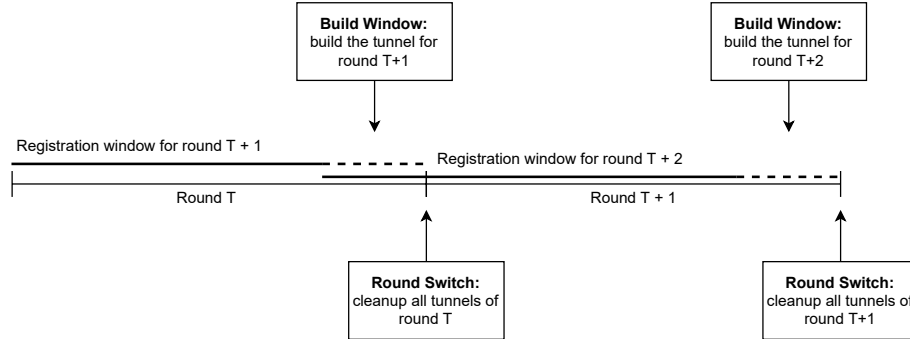 Build Window:
build the tunnel for
round T+1
Build Window:
build the tunnel for
round T+2
Registration window for round T + 1
Registration window for round T + 2
Round T
Round T + 1
Round Switch:
cleanup all tunnels of
round T
Round Switch:
cleanup all tunnels of
round T+1